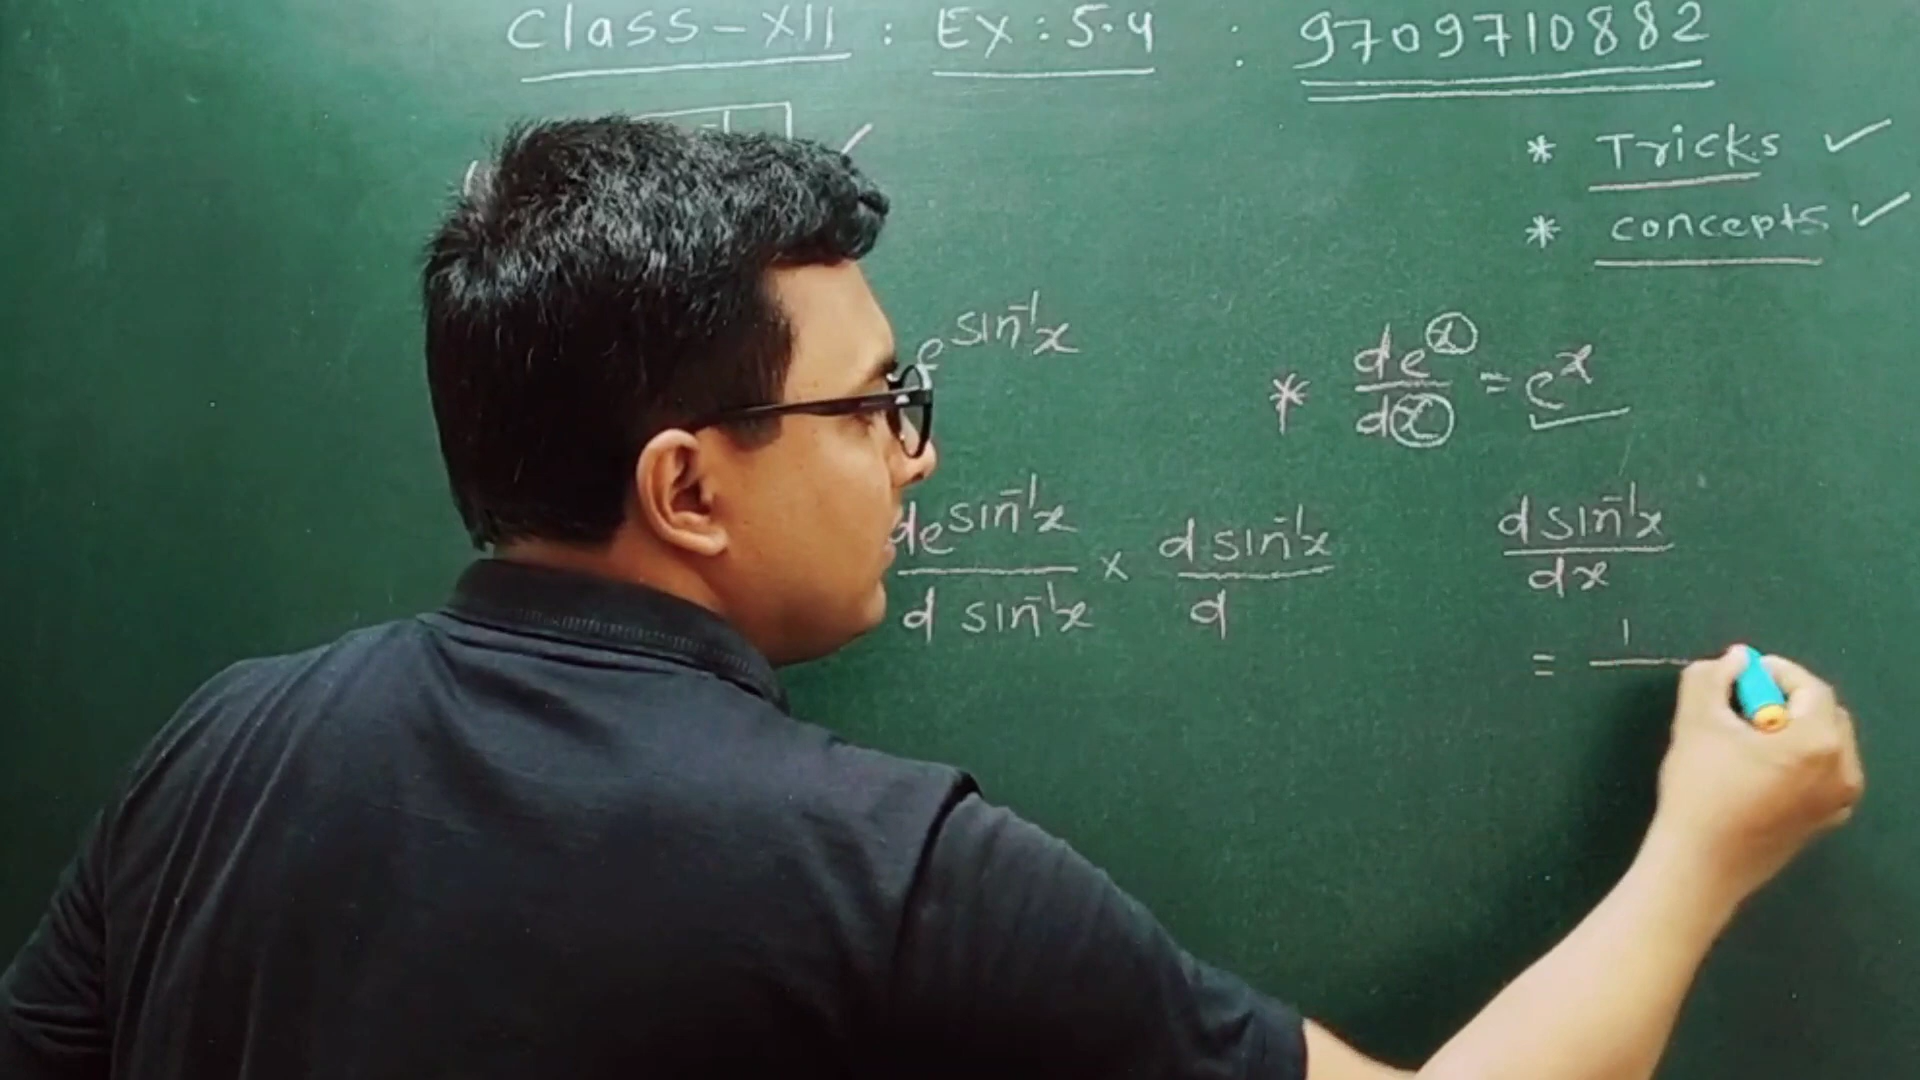 Class-XII : Ex: 5.4 : 9709710882
* Tricks ✓
* concepts ✓
e^sin⁻¹x
* de^x/dx = e^x
de^sin⁻¹x/d sin⁻¹x × d sin⁻¹x/d
d sin⁻¹x/dx
= 1/